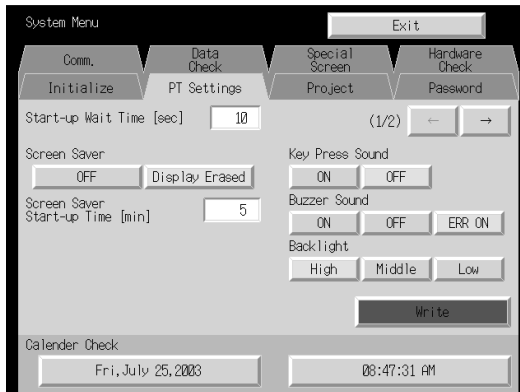 System Menu
Exit
Comm.
Data
Check
Special
Screen
Hardware
Check
Initialize
PT Settings
Project
Password
Start-up Wait Time [sec]
10
(1/2)
←
→
Screen Saver
OFF
Display Erased
Key Press Sound
ON
OFF
Screen Saver
Start-up Time [min]
5
Buzzer Sound
ON
OFF
ERR ON
Backlight
High
Middle
Low
Write
Calender Check
Fri,July 25,2003
08:47:31 AM